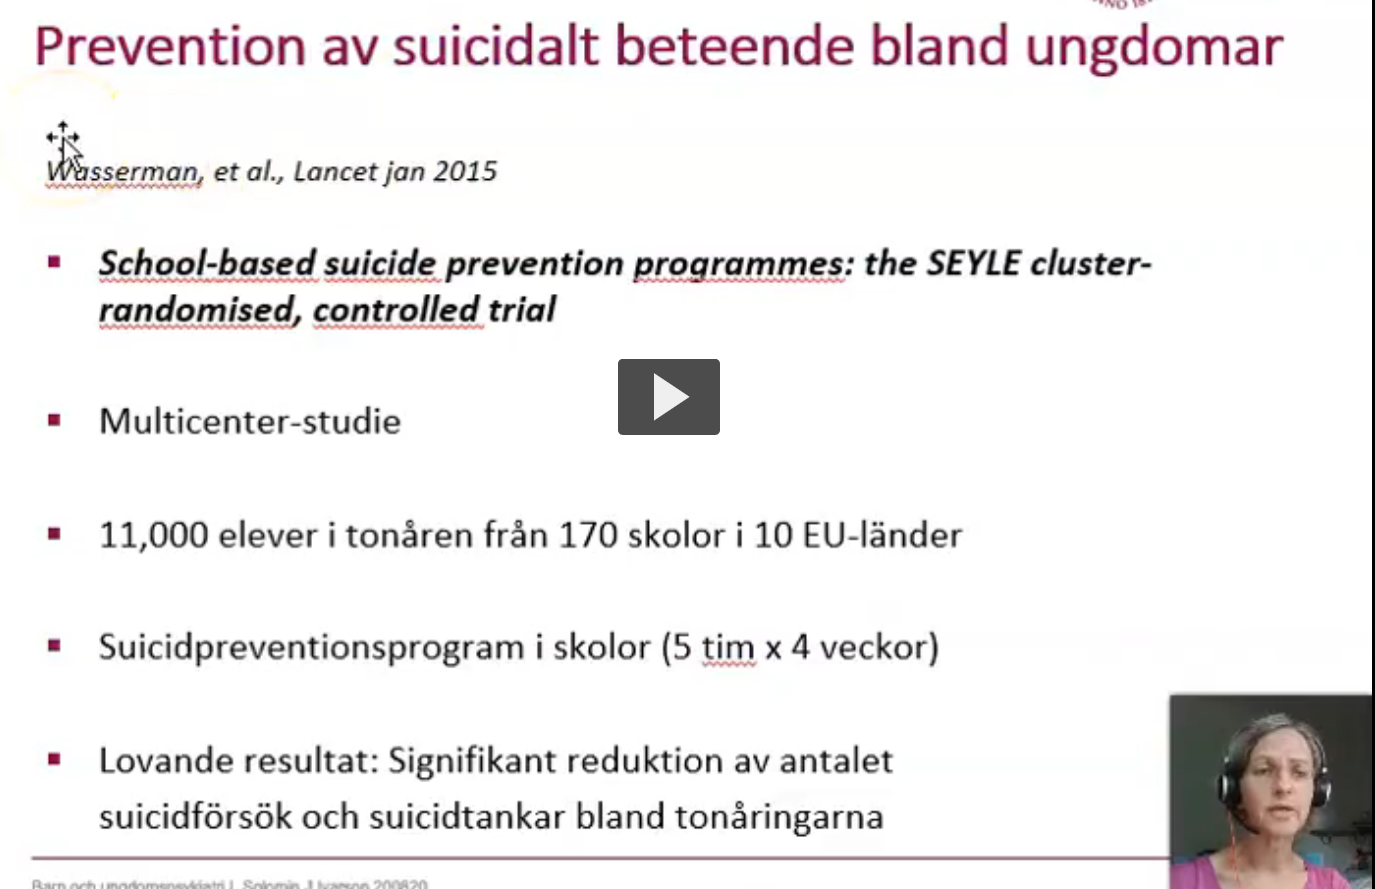 Prevention av suicidalt beteende bland ungdomar
Wasserman, et al., Lancet jan 2015
School-based suicide prevention programmes: the SEYLE cluster-
randomised, controlled trial
Multicenter-studie
11,000 elever i tonåren från 170 skolor i 10 EU-länder
Suicidpreventionsprogram i skolor (5 tim x 4 veckor)
Lovande resultat: Signifikant reduktion av antalet
suicidförsök och suicidtankar bland tonåringarna
Barn och ungdomspsykiatri I, Solomin 200820